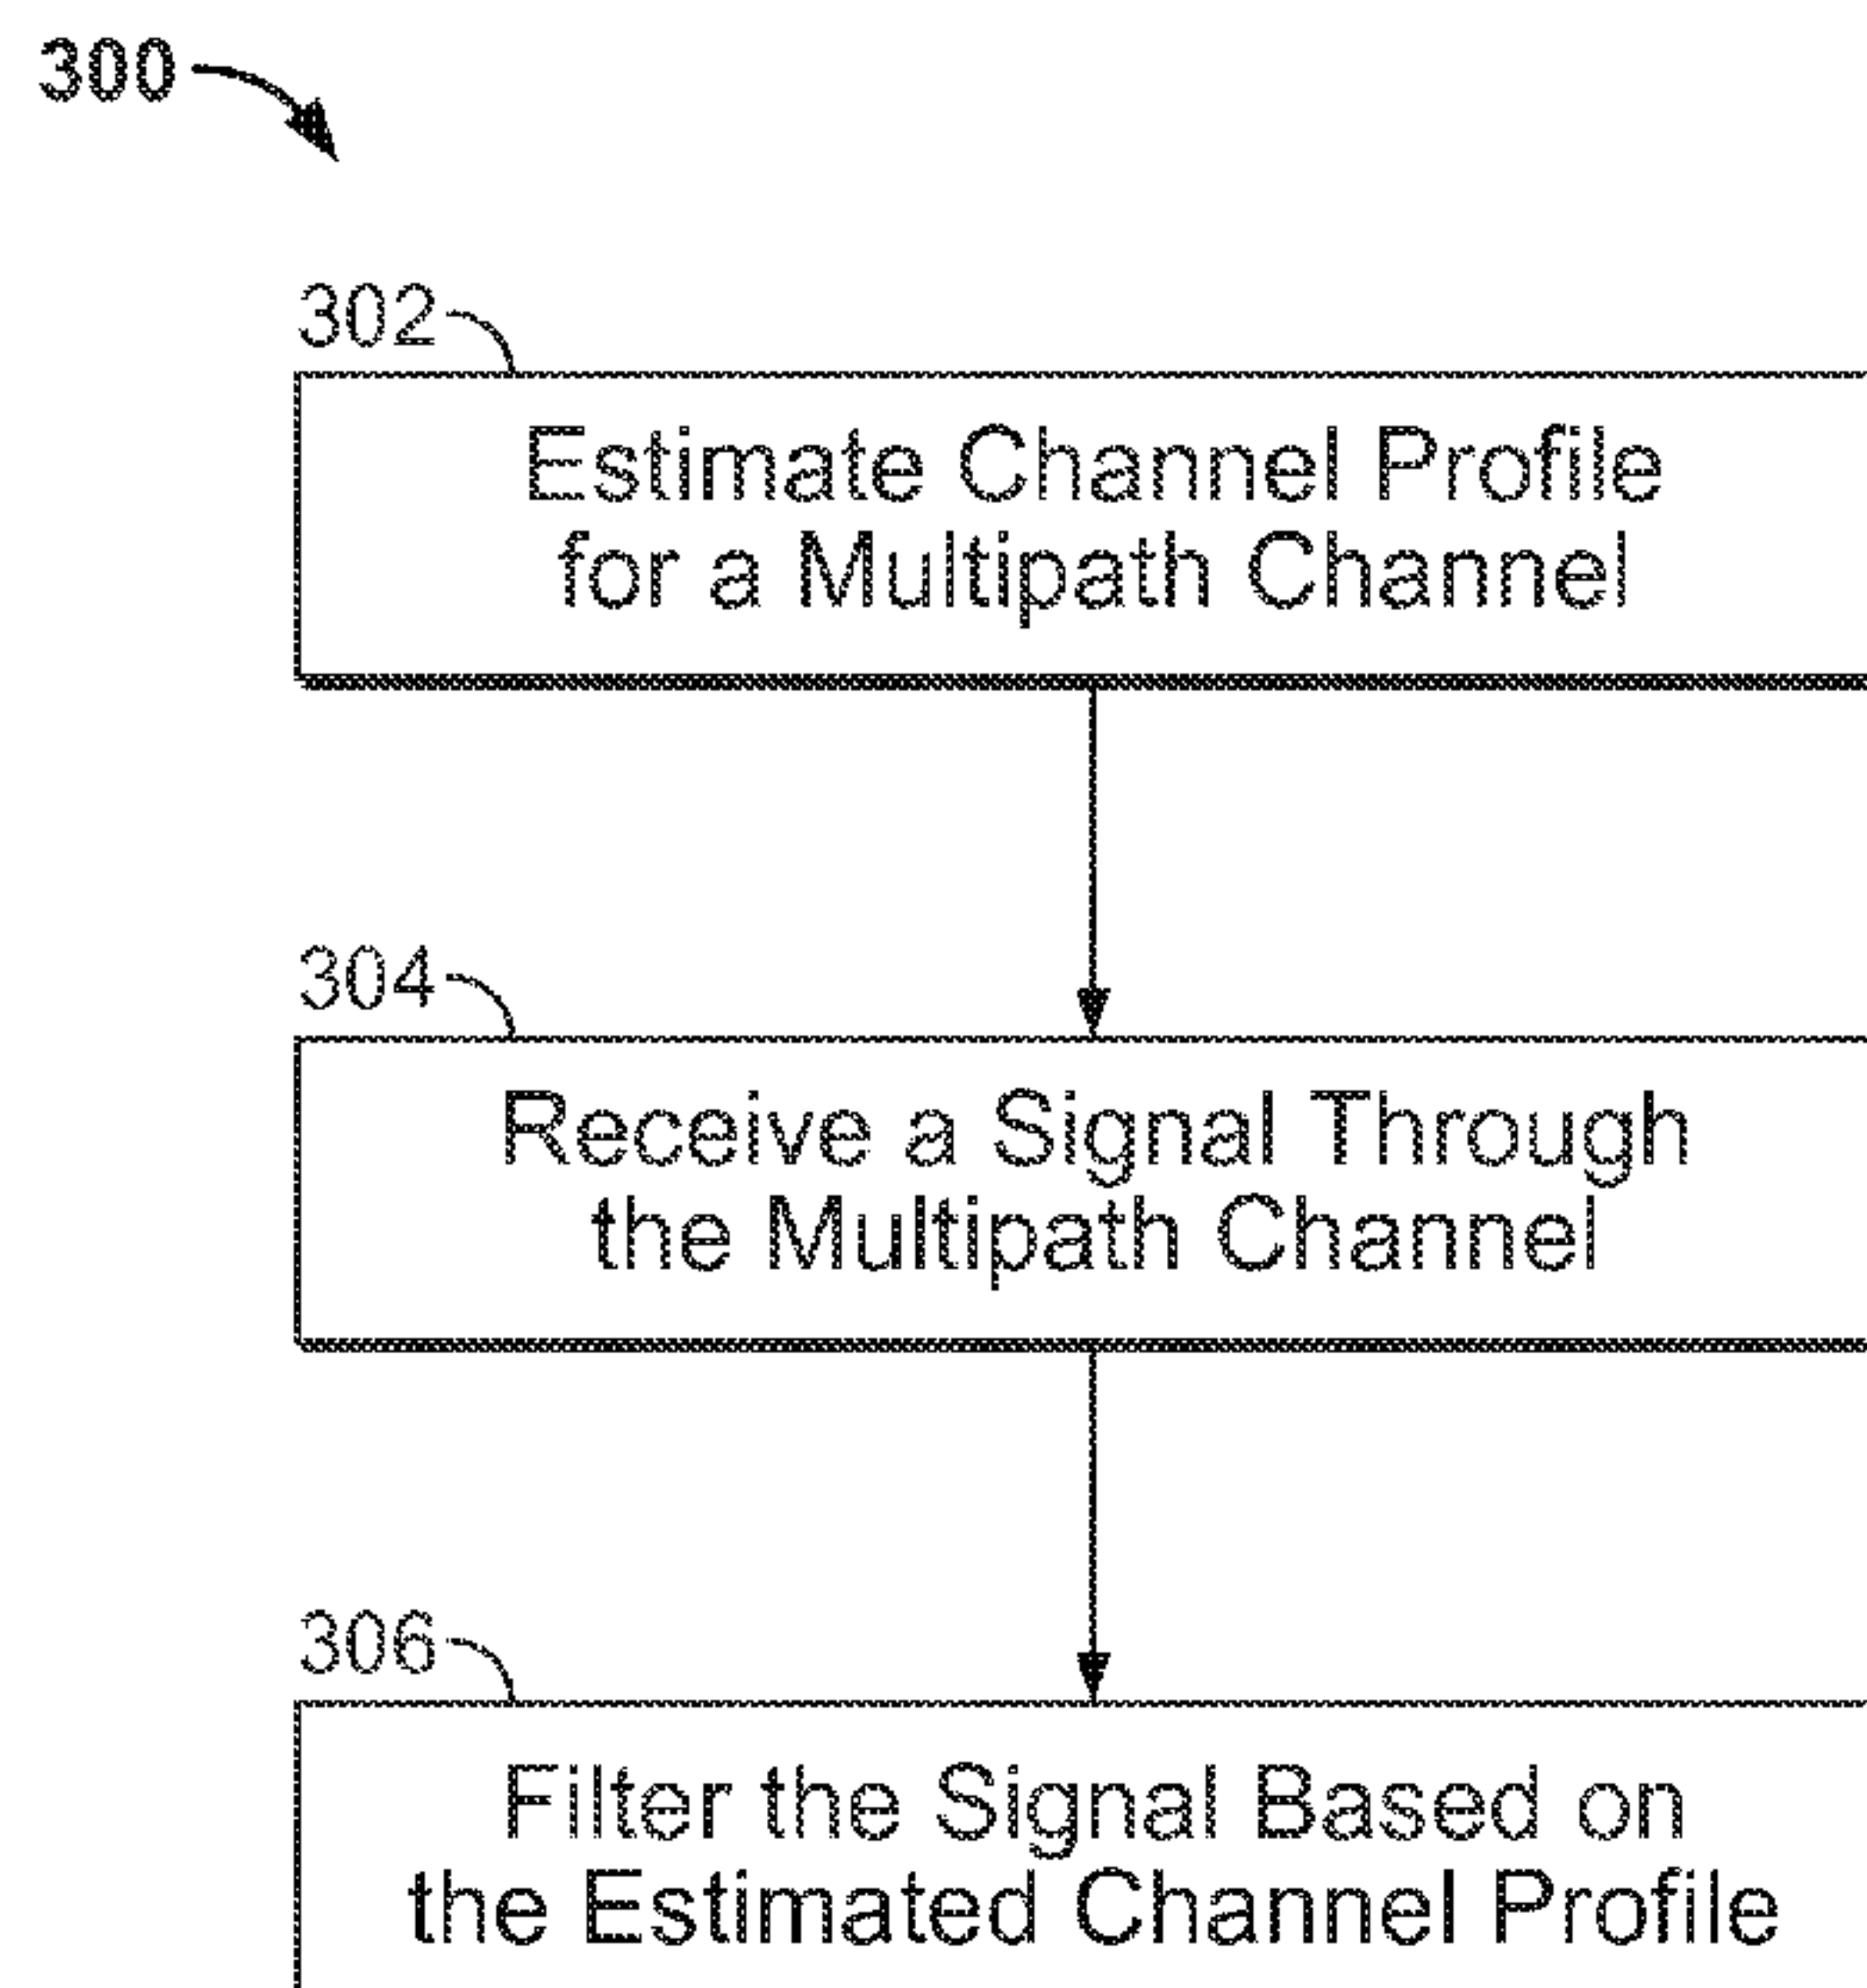 300
302
Estimate Channel Profile
for a Multipath Channel
304
Receive a Signal Through
the Multipath Channel
306
Filter the Signal Based on
the Estimated Channel Profile